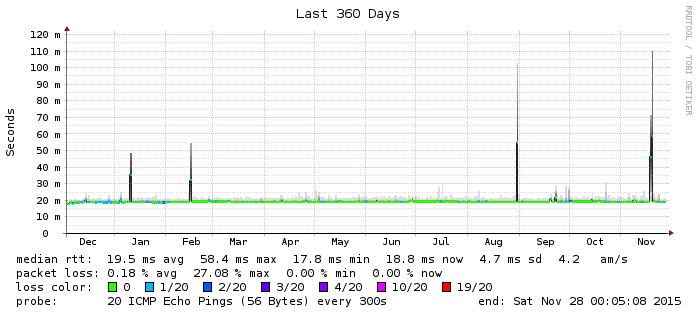 Last 360 Days
RRDTOOL / TOBI OETIKER
Seconds
120 m
110 m
100 m
90 m
80 m
70 m
60 m
50 m
40 m
30 m
20 m
10 m
0
Dec Jan Feb Mar Apr May Jun Jul Aug Sep Oct Nov
median rtt: 19.5 ms avg 58.4 ms max 17.8 ms min 18.8 ms now 4.7 ms sd 4.2 am/s
packet loss: 0.18 % avg 27.08 % max 0.00 % min 0.00 % now
loss color: 0 1/20 2/20 3/20 4/20 10/20 19/20
probe: 20 ICMP Echo Pings (56 Bytes) every 300s end: Sat Nov 28 00:05:08 2015